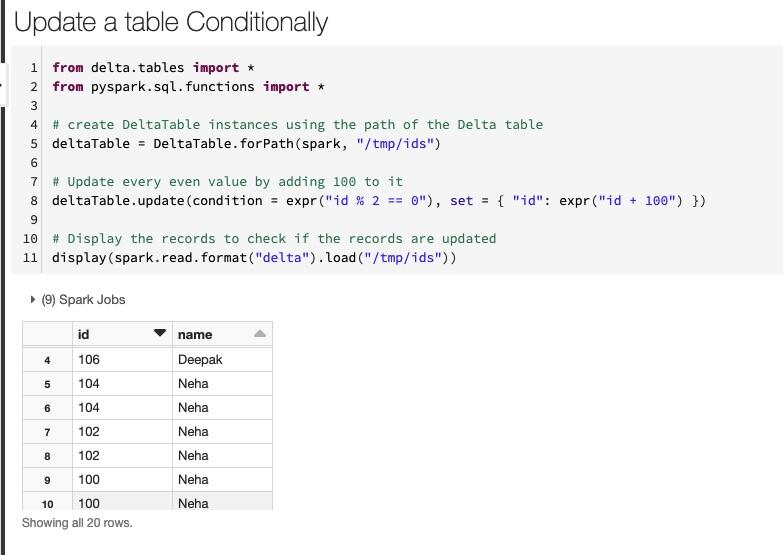 Update a table Conditionally
1 from delta.tables import *
2 from pyspark.sql.functions import *
3
4 # create DeltaTable instances using the path of the Delta table
5 deltaTable = DeltaTable.forPath(spark, "/tmp/ids")
6
7 # Update every even value by adding 100 to it
8 deltaTable.update(condition = expr("id % 2 == 0"), set = { "id": expr("id + 100") })
9
10 # Display the records to check if the records are updated
11 display(spark.read.format("delta").load("/tmp/ids"))
(9) Spark Jobs
id name
4 106 Deepak
5 104 Neha
6 104 Neha
7 102 Neha
8 102 Neha
9 100 Neha
10 100 Neha
Showing all 20 rows.